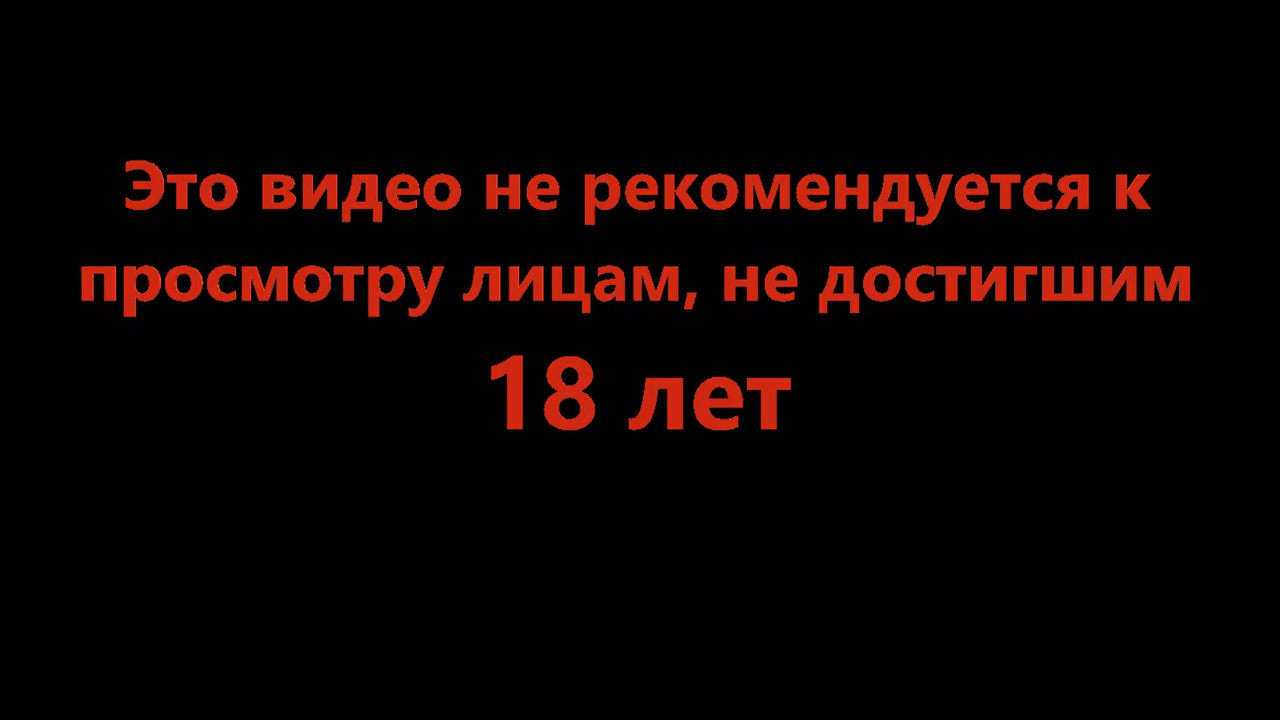 Это видео не рекомендуется к
просмотру лицам, не достигшим
18 лет